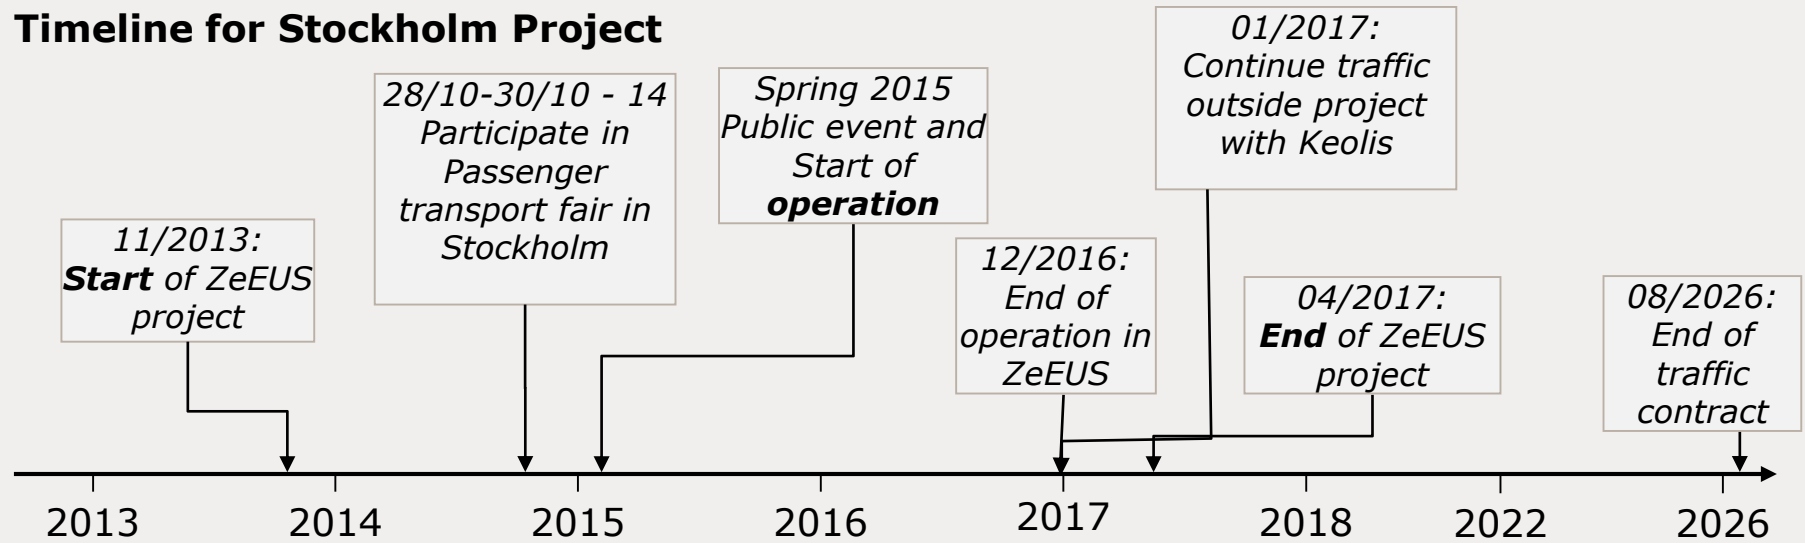 Timeline for Stockholm Project
11/2013:
Start of ZeEUS
project
28/10-30/10 - 14
Participate in
Passenger
transport fair in
Stockholm
Spring 2015
Public event and
Start of
operation
12/2016:
End of
operation in
ZeEUS
01/2017:
Continue traffic
outside project
with Keolis
04/2017:
End of ZeEUS
project
08/2026:
End of
traffic
contract
2013
2014
2015
2016
2017
2018
2022
2026